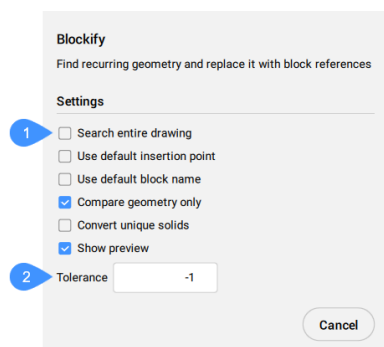 Blockify
Find recurring geometry and replace it with block references
Settings
1
Search entire drawing
Use default insertion point
Use default block name
Compare geometry only
Convert unique solids
Show preview
2
Tolerance -1
Cancel